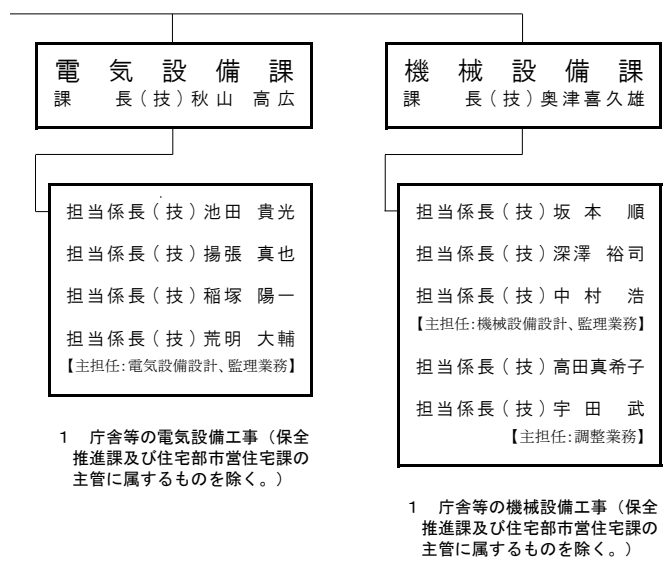 電気設備課
課長(技)秋山 高広
担当係長(技)池田 貴光
担当係長(技)揚張 真也
担当係長(技)稲塚 陽一
担当係長(技)荒明 大輔
【主担任:電気設備設計、監理業務】
1 庁舎等の電気設備工事（保全
推進課及び住宅部市営住宅課の
主管に属するものを除く。）
機械設備課
課長(技)奥津喜久雄
担当係長(技)坂本 順
担当係長(技)深澤 裕司
担当係長(技)中村 浩
【主担任:機械設備設計、監理業務】
担当係長(技)高田真希子
担当係長(技)宇田 武
【主担任:調整業務】
1 庁舎等の機械設備工事（保全
推進課及び住宅部市営住宅課の
主管に属するものを除く。）